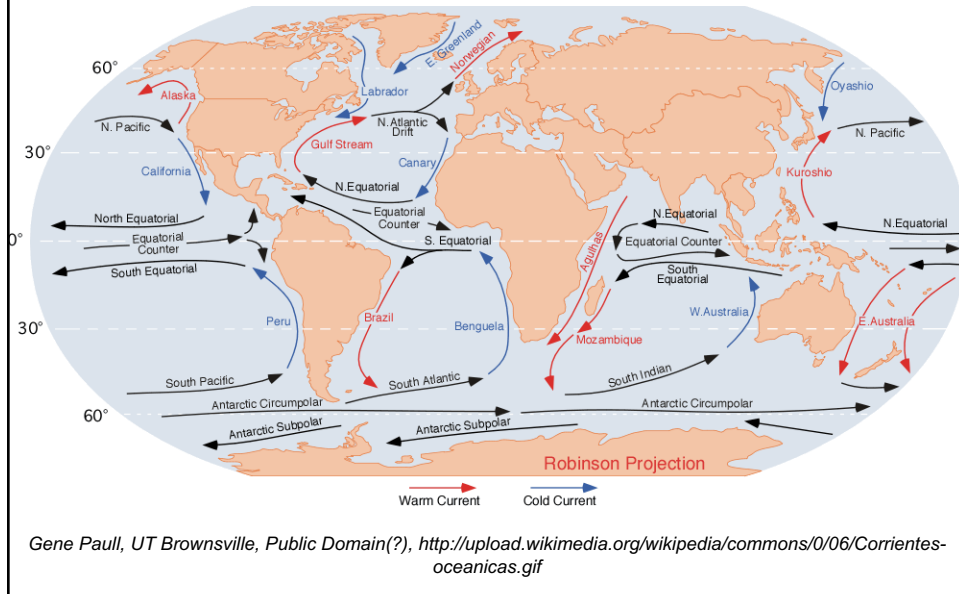 60°
Alaska
Labrador
E. Greenland
Norwegian
Oyashio
N. Pacific
N.Atlantic
Drift
N. Pacific
30°
Gulf Stream
California
Canary
Kuroshio
N.Equatorial
North Equatorial
Equatorial
Counter
N.Equatorial
N.Equatorial
0°
Equatorial
Counter
S. Equatorial
Equatorial Counter
South Equatorial
Agulhas
South
Equatorial
30°
Peru
Brazil
Benguela
Mozambique
W.Australia
E.Australia
South Pacific
South Atlantic
South Indian
60°
Antarctic Circumpolar
Antarctic Circumpolar
Antarctic Subpolar
Antarctic Subpolar
Robinson Projection
Warm Current
Cold Current
Gene Paull, UT Brownsville, Public Domain(?), http://upload.wikimedia.org/wikipedia/commons/0/06/Corrientes-
oceanicas.gif